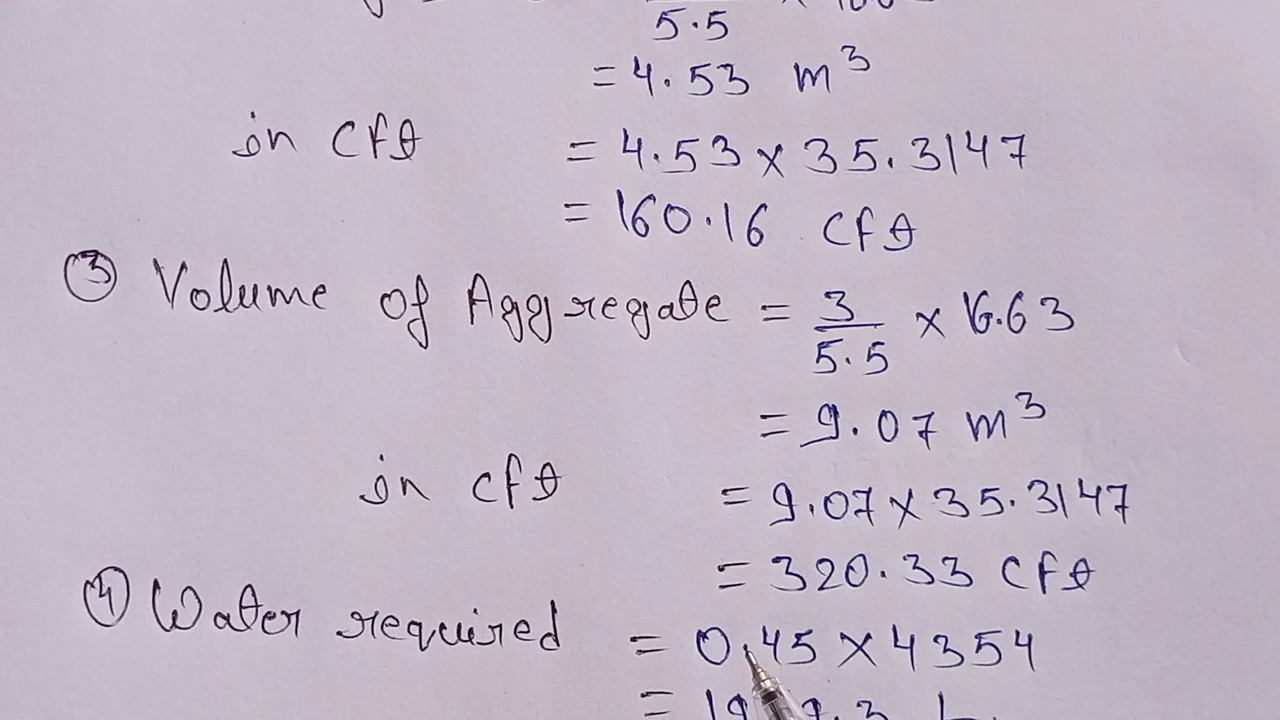 5.5
= 4.53 m³
in cft = 4.53 × 35.3147
= 160.16 cft
③ Volume of Aggregate = 3/5.5 × 16.63
= 9.07 m³
in cft = 9.07 × 35.3147
= 320.33 cft
④ Water required = 0.45 × 4354